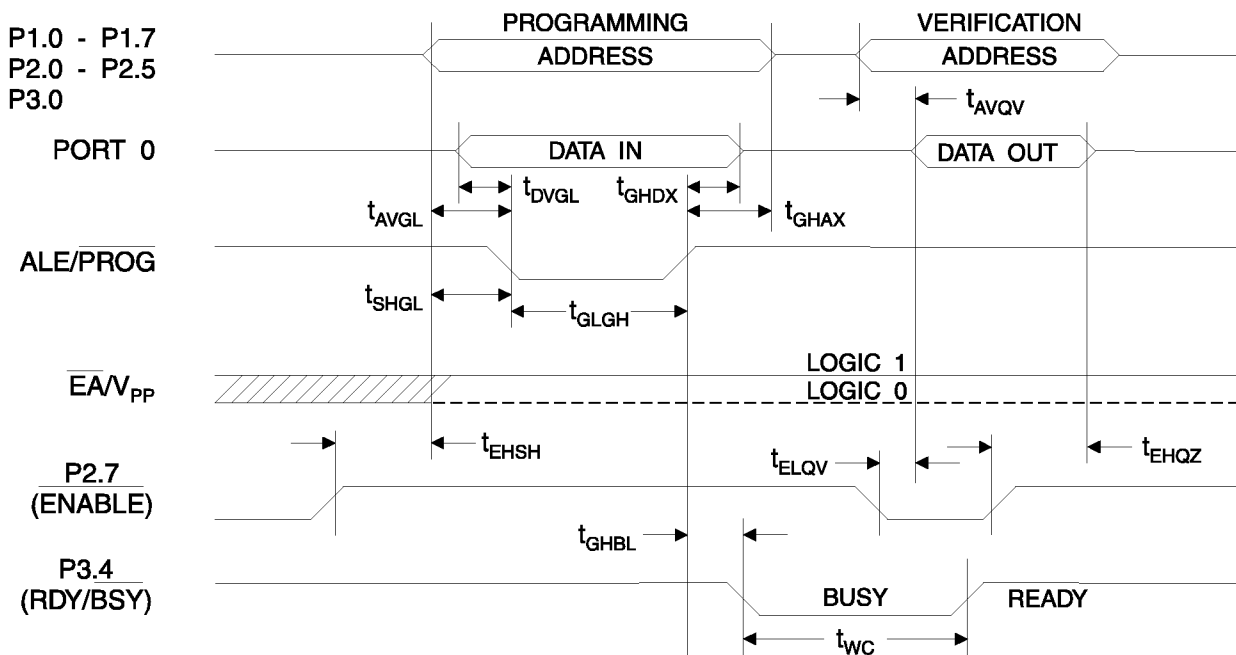 PROGRAMMING VERIFICATION
P1.0 - P1.7
P2.0 - P2.5
P3.0
ADDRESS ADDRESS
tAVQV
PORT 0 DATA IN DATA OUT
tDVGL tGHDX
tAVGL tGHAX
ALE/PROG
tSHGL tGLGH
LOGIC 1
EA/VPP
LOGIC 0
tEHSH tELQV tEHQZ
P2.7
(ENABLE)
tGHBL
P3.4
(RDY/BSY)
BUSY READY
tWC